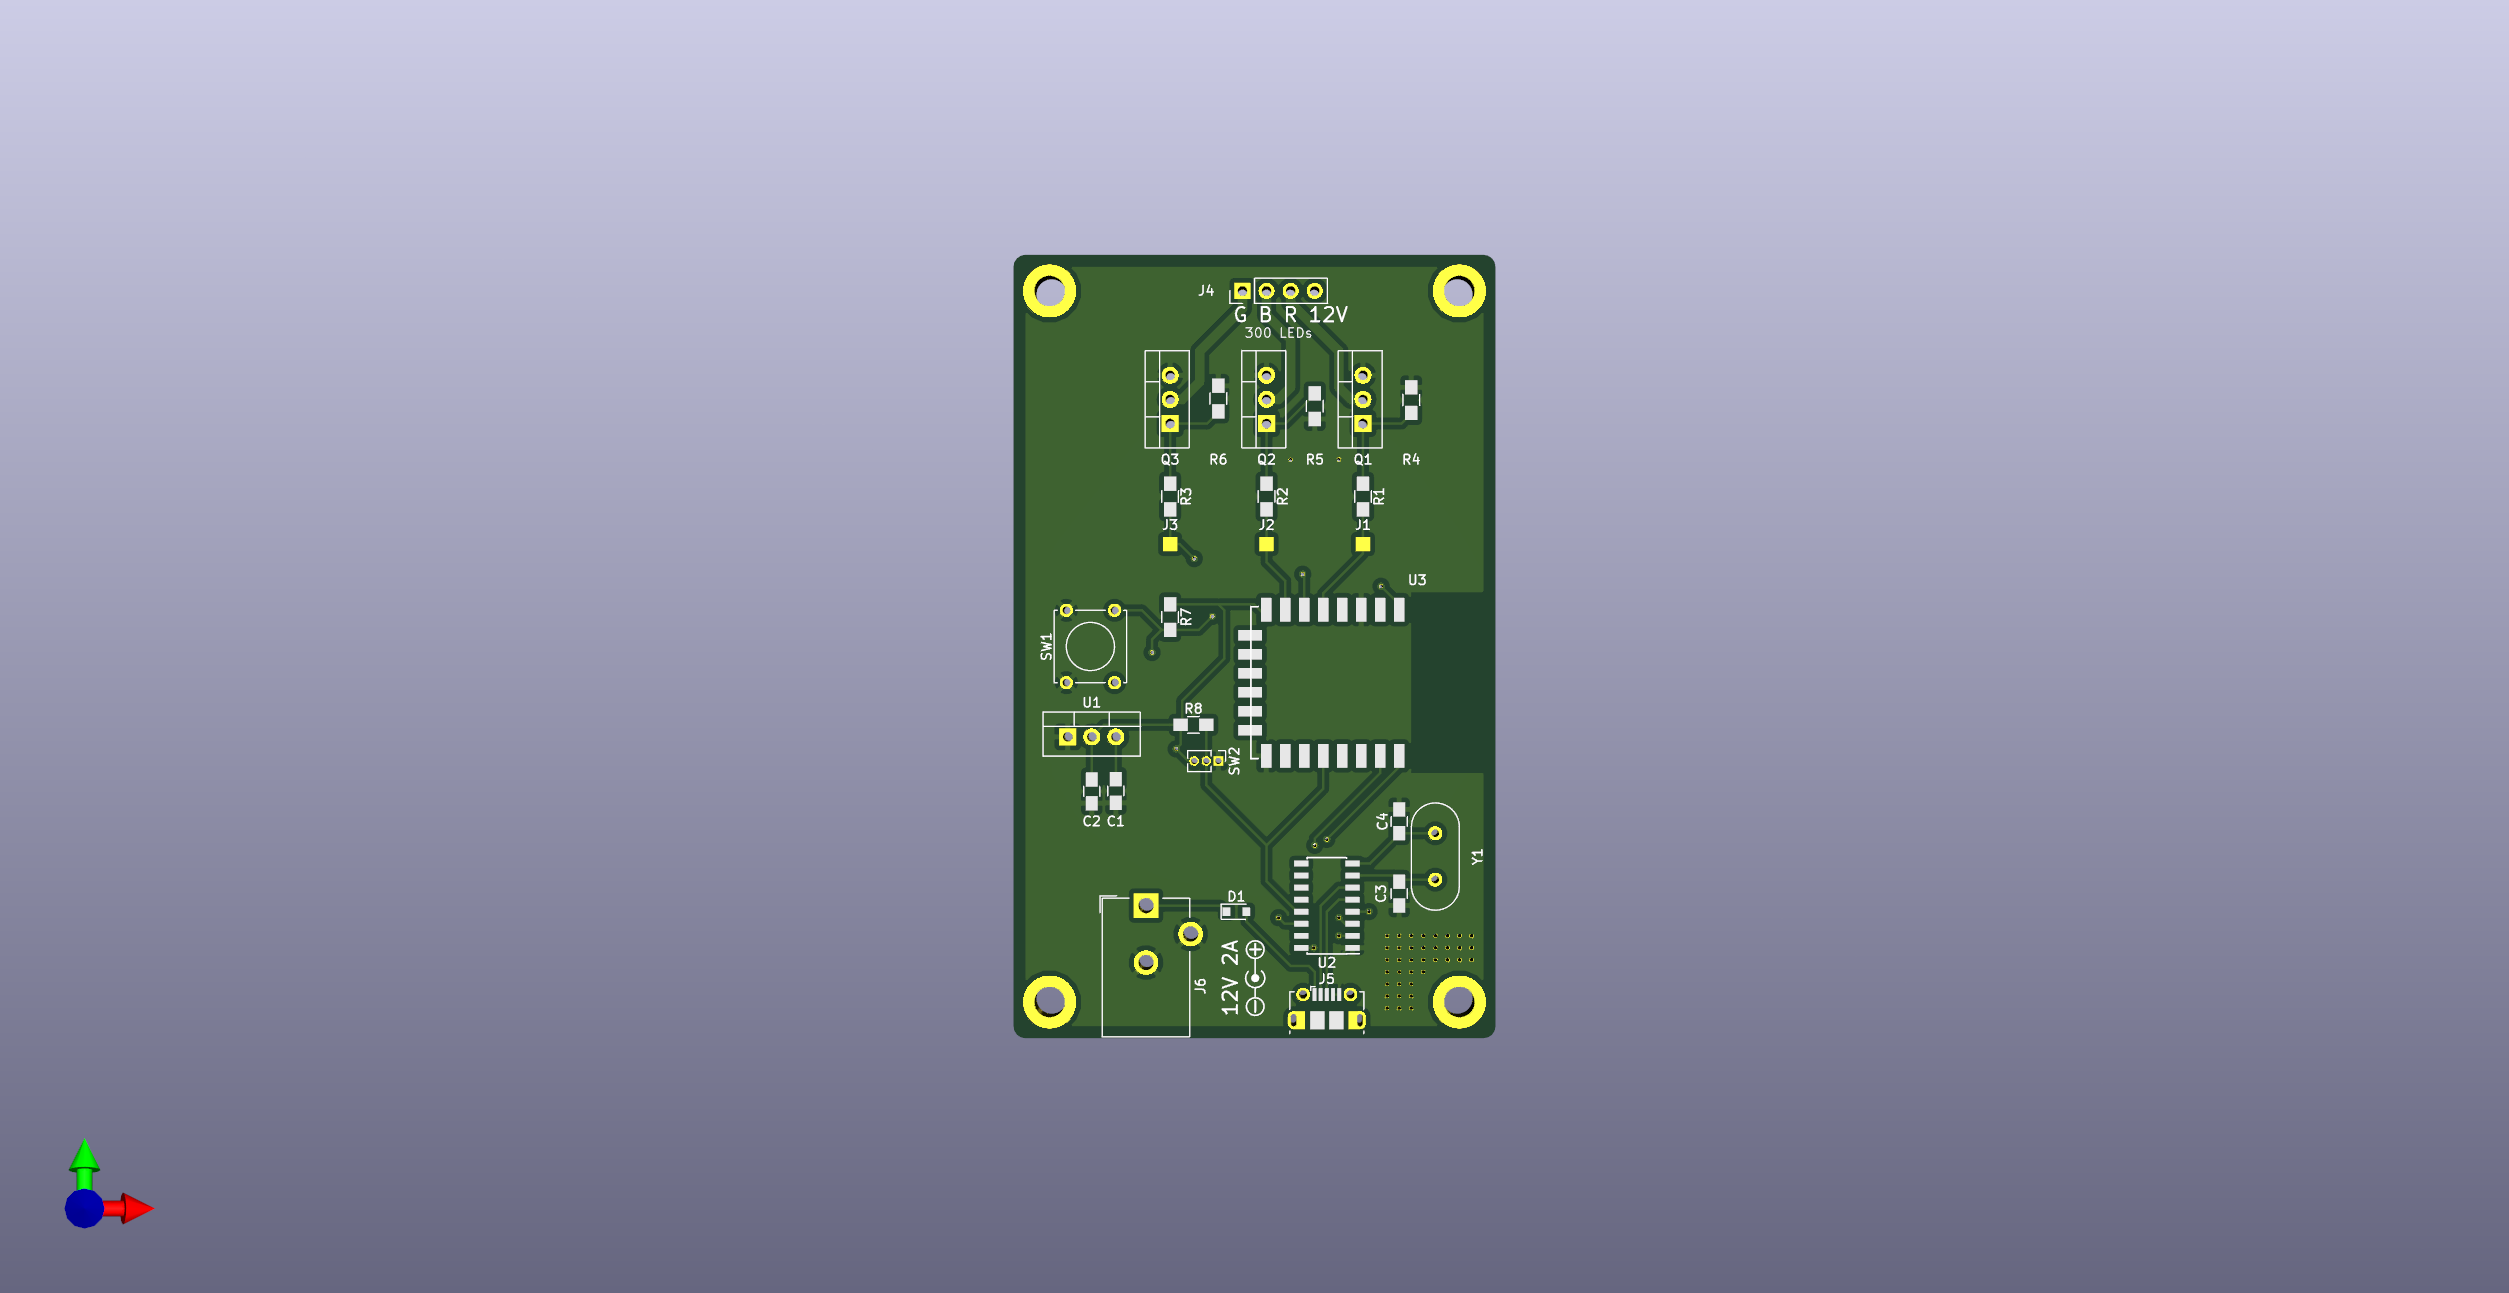 J4
G B R 12V
300 LEDs
Q3 R6 Q2 R5 Q1 R4
R3 R2 R1
J3 J2 J1
U3
R7
SW1
U1
R8
SW2
C2 C1
C4
Y1
C3
D1
12V 2A
U2
J5
J6